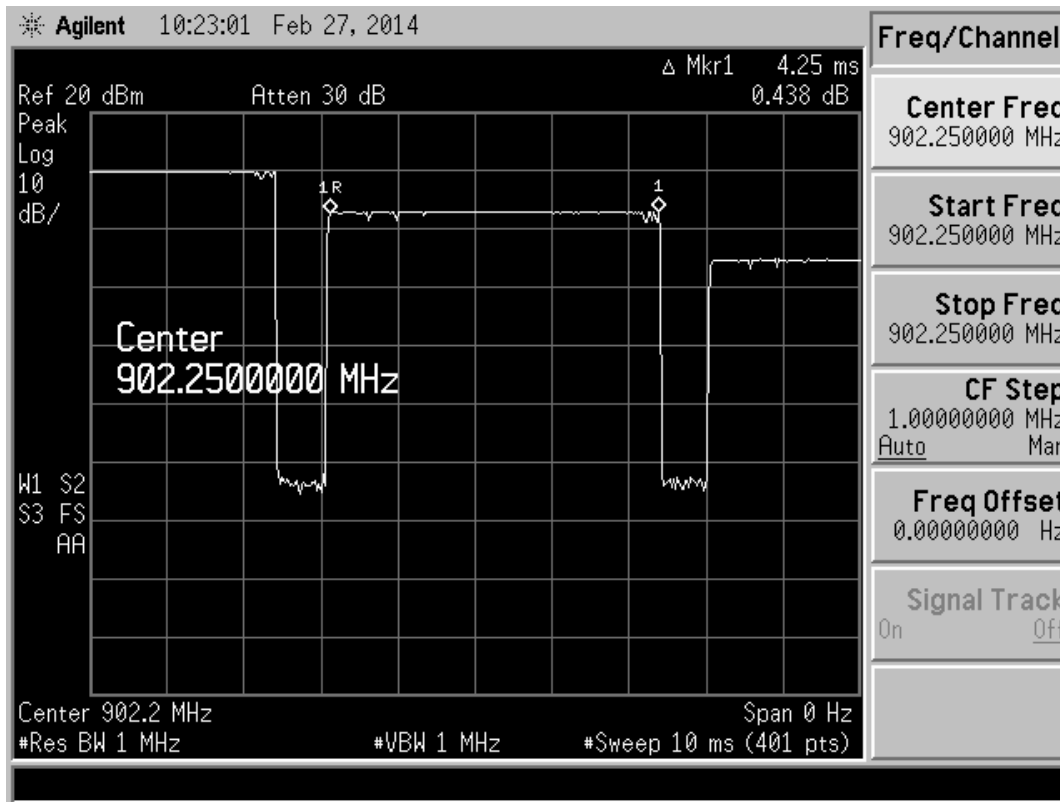 Agilent 10:23:01 Feb 27, 2014
Freq/Channel
Δ Mkr1 4.25 ms
Ref 20 dBm Atten 30 dB 0.438 dB
Peak
Log
10
dB/
1R 1
Center
902.2500000 MHz
W1 S2
S3 FS
AA
Center 902.2 MHz Span 0 Hz
#Res BW 1 MHz #VBW 1 MHz #Sweep 10 ms (401 pts)
Center Freq
902.250000 MHz
Start Freq
902.250000 MHz
Stop Freq
902.250000 MHz
CF Step
1.00000000 MHz
Auto Man
Freq Offset
0.00000000 Hz
Signal Track
On Off